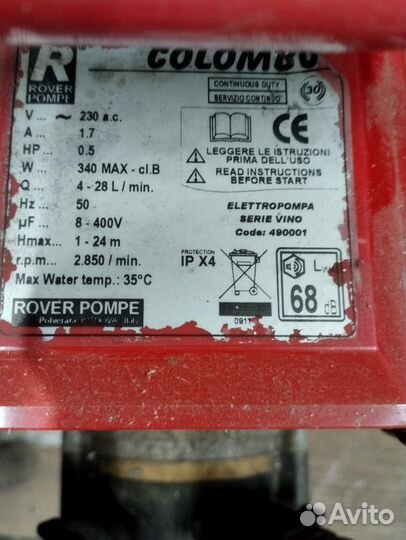 R
ROVER
POMPE
COLOMBO
CONTINUOUS DUTY
SERVIZIO CONTINUO
30
V ... ~ 230 a.c.
A ... 1.7
HP ... 0.5
W ... 340 MAX - cl.B
Q ... 4 - 28 L / min.
Hz ... 50
µF ... 8 - 400V
Hmax ... 1 - 24 m
r.p.m. ... 2.850 / min.
Max Water temp.: 35°C
CE
LEGGERE LE ISTRUZIONI
PRIMA DELL'USO
READ INSTRUCTIONS
BEFORE START
ELETTROPOMPA
SERIE VINO
Code: 490001
PROTECTION
IP X4
0911
68
dB
ROVER POMPE
Italy
Avito